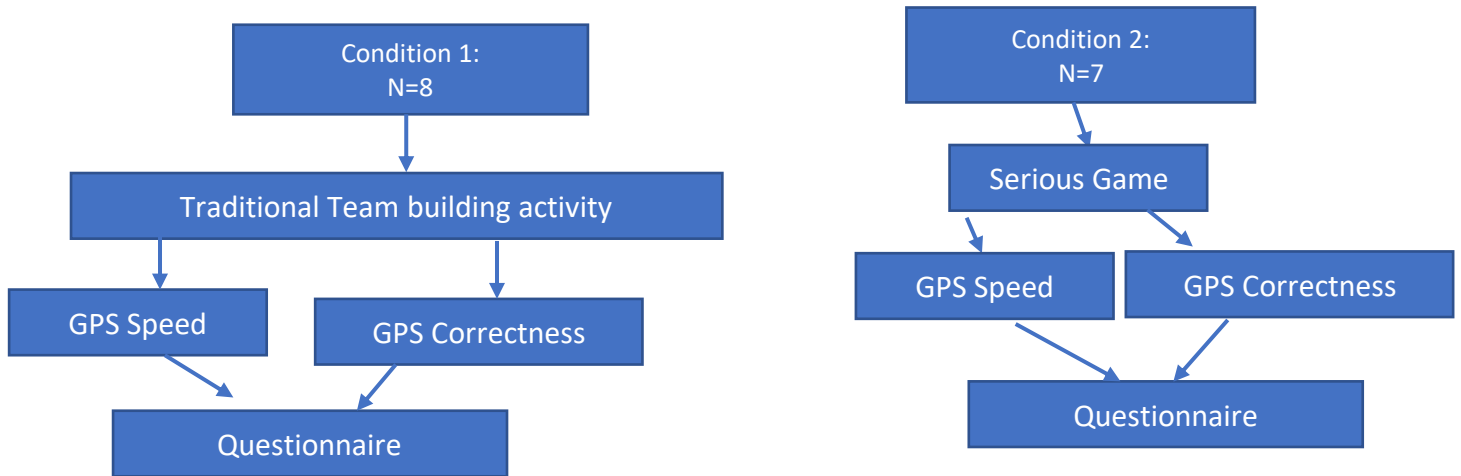 Condition 1:
N=8
Traditional Team building activity
GPS Speed
GPS Correctness
Questionnaire
Condition 2:
N=7
Serious Game
GPS Speed
GPS Correctness
Questionnaire